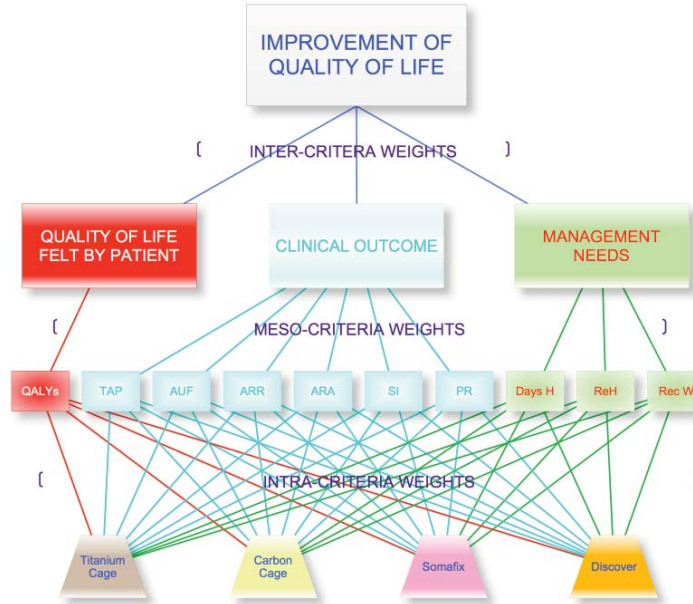 IMPROVEMENT OF
QUALITY OF LIFE
( INTER-CRITERA WEIGHTS )
QUALITY OF LIFE
FELT BY PATIENT
CLINICAL OUTCOME
MANAGEMENT
NEEDS
( MESO-CRITERIA WEIGHTS )
QALYs
TAP
AUF
ARR
ARA
SI
PR
Days H
ReH
Rec W
( INTRA-CRITERIA WEIGHTS
Titanium
Cage
Carbon
Cage
Somafix
Discover